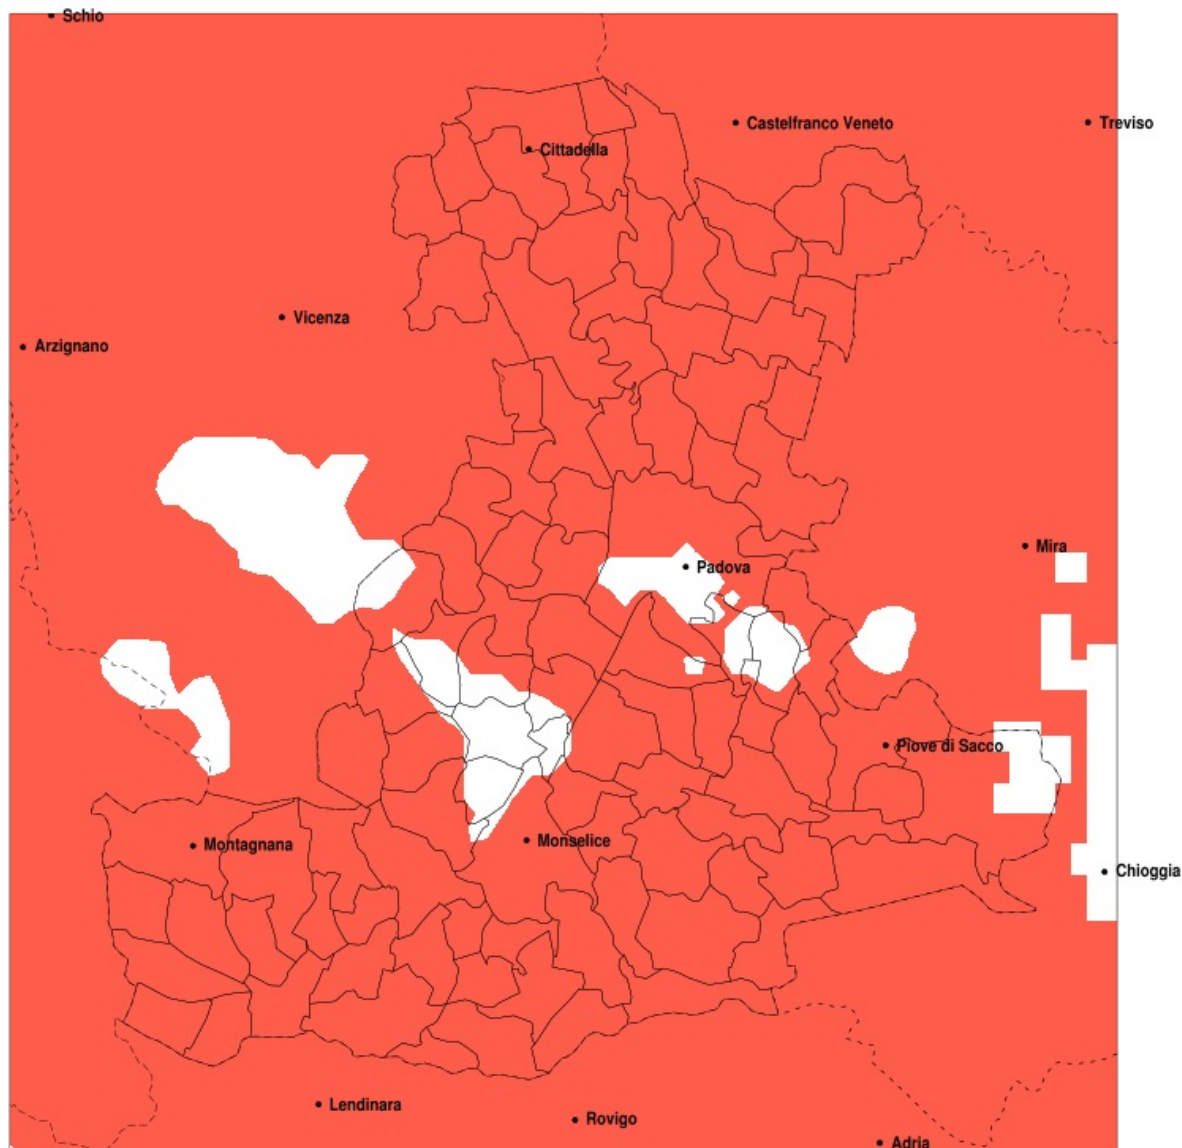 Schio
Castelfranco Veneto
Treviso
Cittadella
Vicenza
Arzignano
Mira
Padova
Piove di Sacco
Monselice
Montagnana
Chioggia
Lendinara
Rovigo
Adria